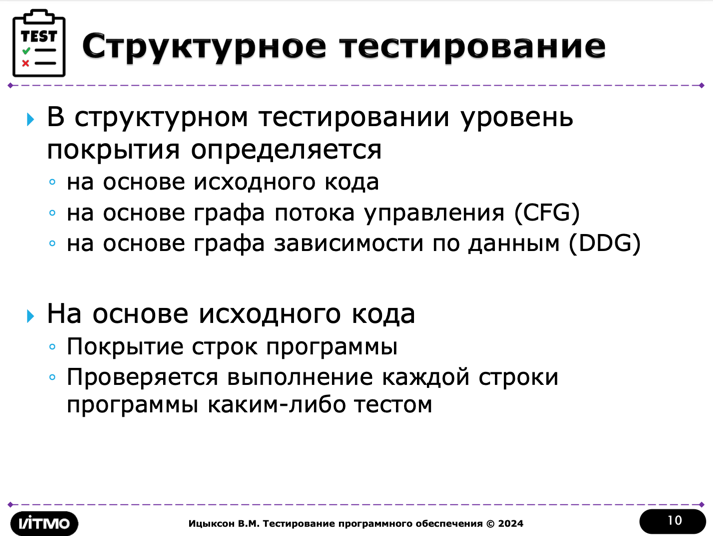 TEST
Структурное тестирование
В структурном тестировании уровень
покрытия определяется
на основе исходного кода
на основе графа потока управления (CFG)
на основе графа зависимости по данным (DDG)
На основе исходного кода
Покрытие строк программы
Проверяется выполнение каждой строки
программы каким-либо тестом
ИТМО
Ицыксон В.М. Тестирование программного обеспечения © 2024
10